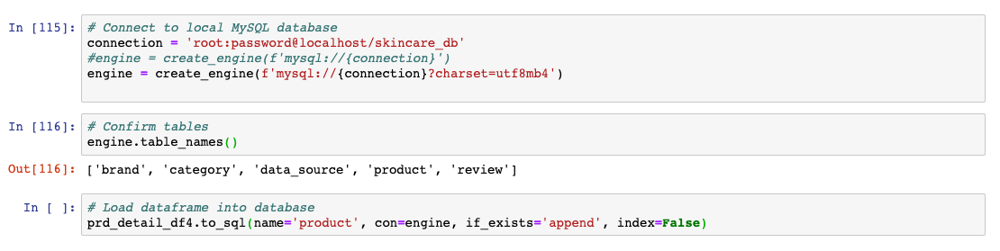 In [115]: # Connect to local MySQL database
connection = 'root:password@localhost/skincare_db'
#engine = create_engine(f'mysql://{connection}')
engine = create_engine(f'mysql://{connection}?charset=utf8mb4')
In [116]: # Confirm tables
engine.table_names()
Out[116]: ['brand', 'category', 'data_source', 'product', 'review']
In [ ]: # Load dataframe into database
prd_detail_df4.to_sql(name='product', con=engine, if_exists='append', index=False)